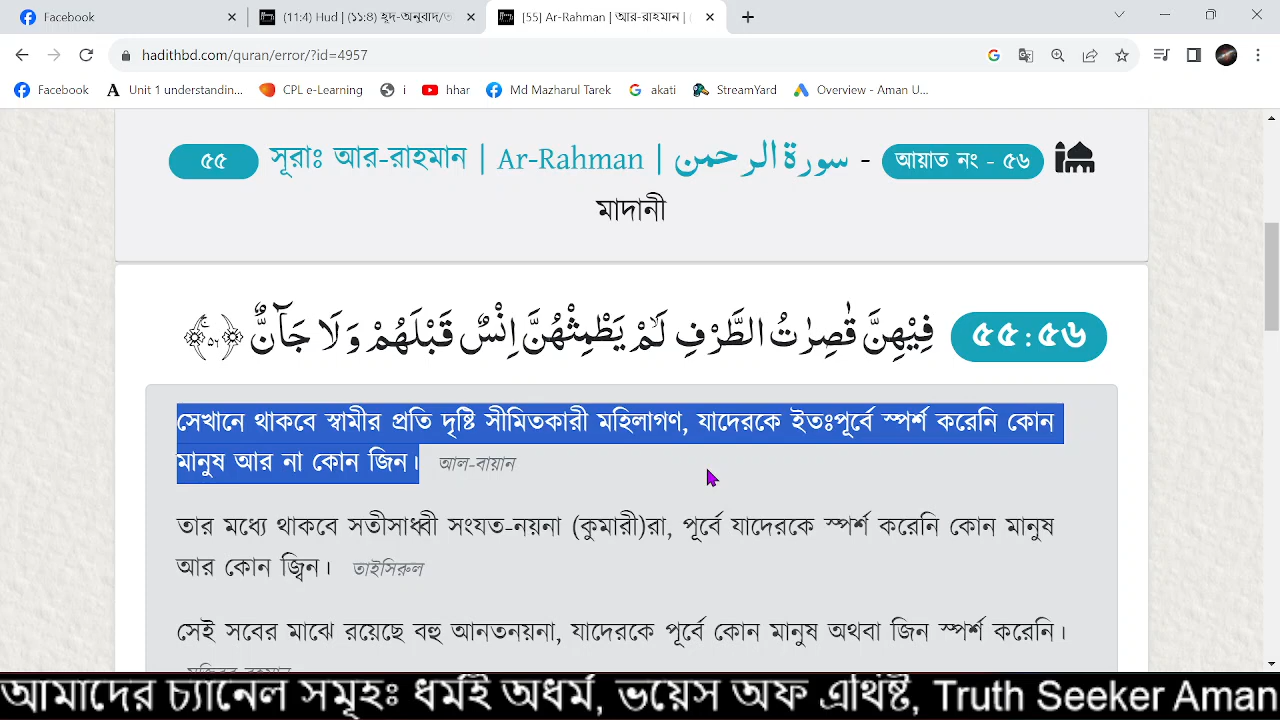 Facebook
(11:4) Hud | (১১:৪) হূদ-অনুবাদ/ত
[55] Ar-Rahman | আর-রাহমান | (
hadithbd.com/quran/error/?id=4957
Facebook
Unit 1 understandin...
CPL e-Learning
i
hhar
Md Mazharul Tarek
akati
StreamYard
Overview - Aman U...
৫৫ সূরাঃ আর-রাহমান | Ar-Rahman | سورة الرحمن - আয়াত নং - ৫৬
মাদানী
৫৫:৫৬ فِیْهِنَّ قٰصِرٰتُ الطَّرْفِ لَمْ یَطْمِثْهُنَّ اِنْسٌ قَبْلَهُمْ وَ لَا جَآنٌّ ﴿ۚ۵۶﴾
সেখানে থাকবে স্বামীর প্রতি দৃষ্টি সীমিতকারী মহিলাগণ, যাদেরকে ইতঃপূর্বে স্পর্শ করেনি কোন
মানুষ আর না কোন জিন। আল-বায়ান
তার মধ্যে থাকবে সতীসাধ্বী সংযত-নয়না (কুমারী)রা, পূর্বে যাদেরকে স্পর্শ করেনি কোন মানুষ
আর কোন জ্বিন। তাইসিরুল
সেই সবের মাঝে রয়েছে বহু আনতনয়না, যাদেরকে পূর্বে কোন মানুষ অথবা জিন স্পর্শ করেনি।
মুজিবুর রহমান
আমাদের চ্যানেল সমূহঃ ধর্মই অধর্ম, ভয়েস অফ এথিষ্ট, Truth Seeker Aman